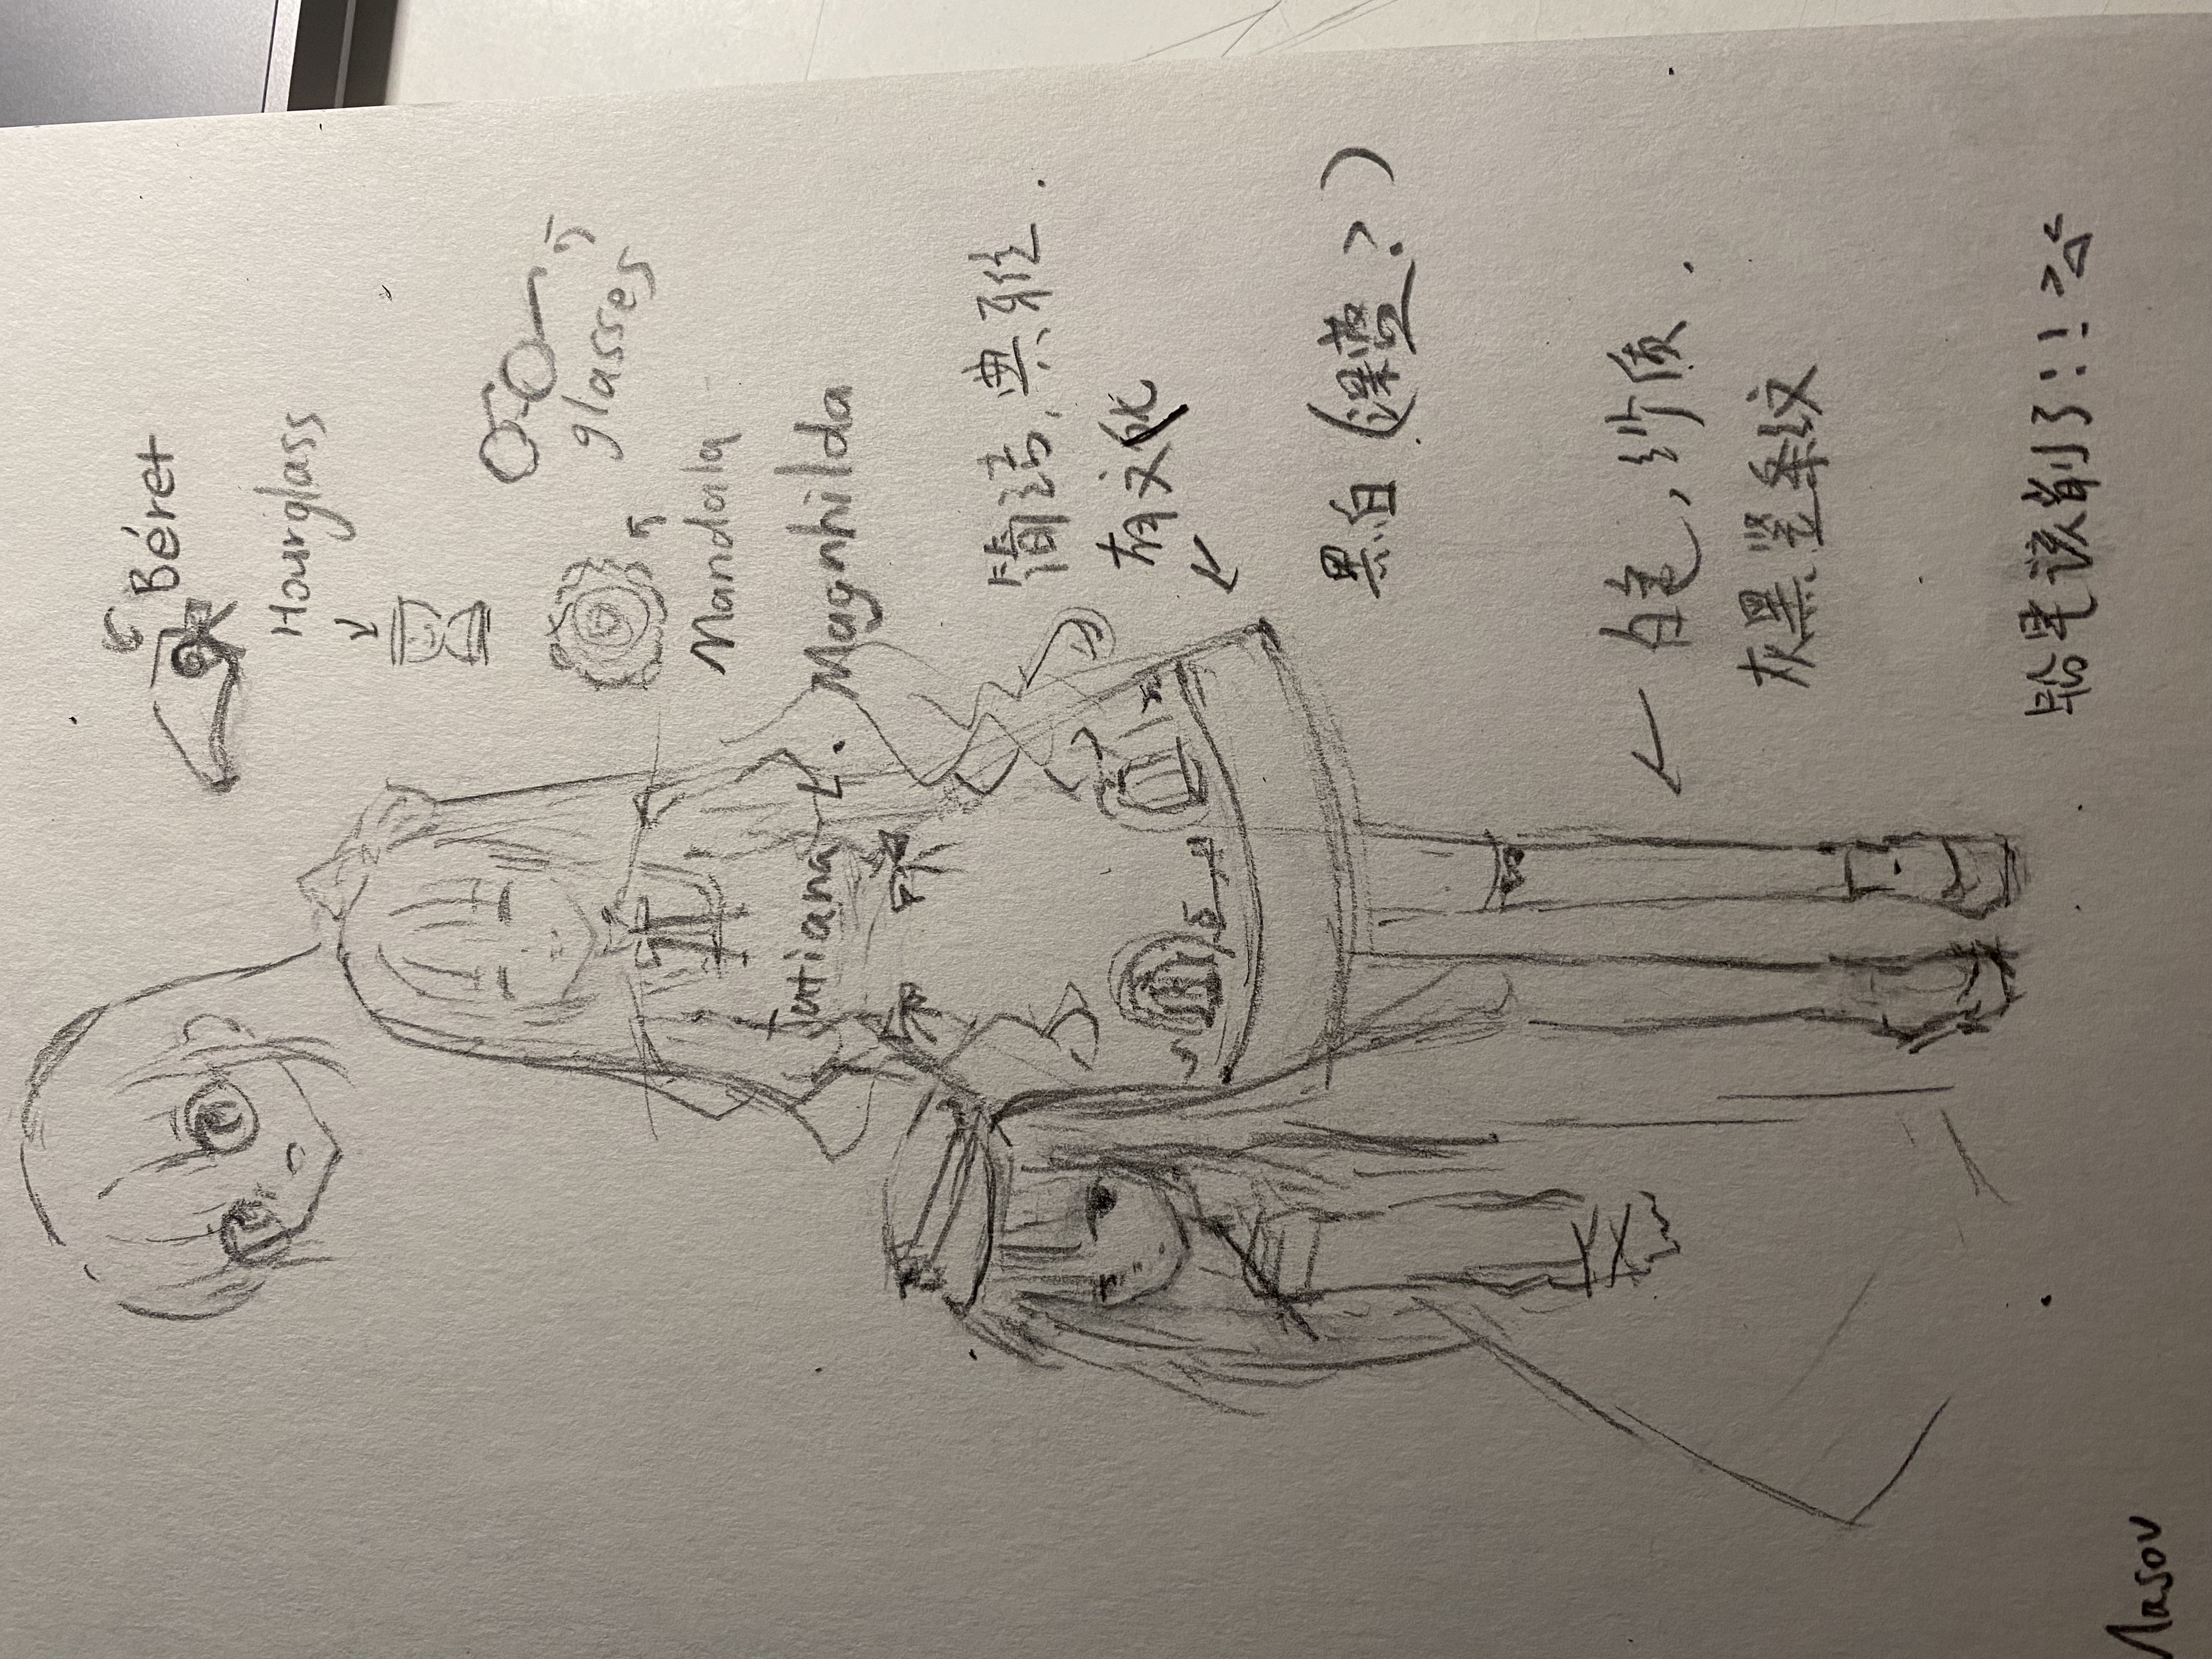 Béret
Hourglass
glasses
Mandala
Tatiana L. Magnhilda
简洁,典雅.
有文化
黑白(深蓝?)
白色,纱质.
灰黑竖条纹
铅笔该削了!!